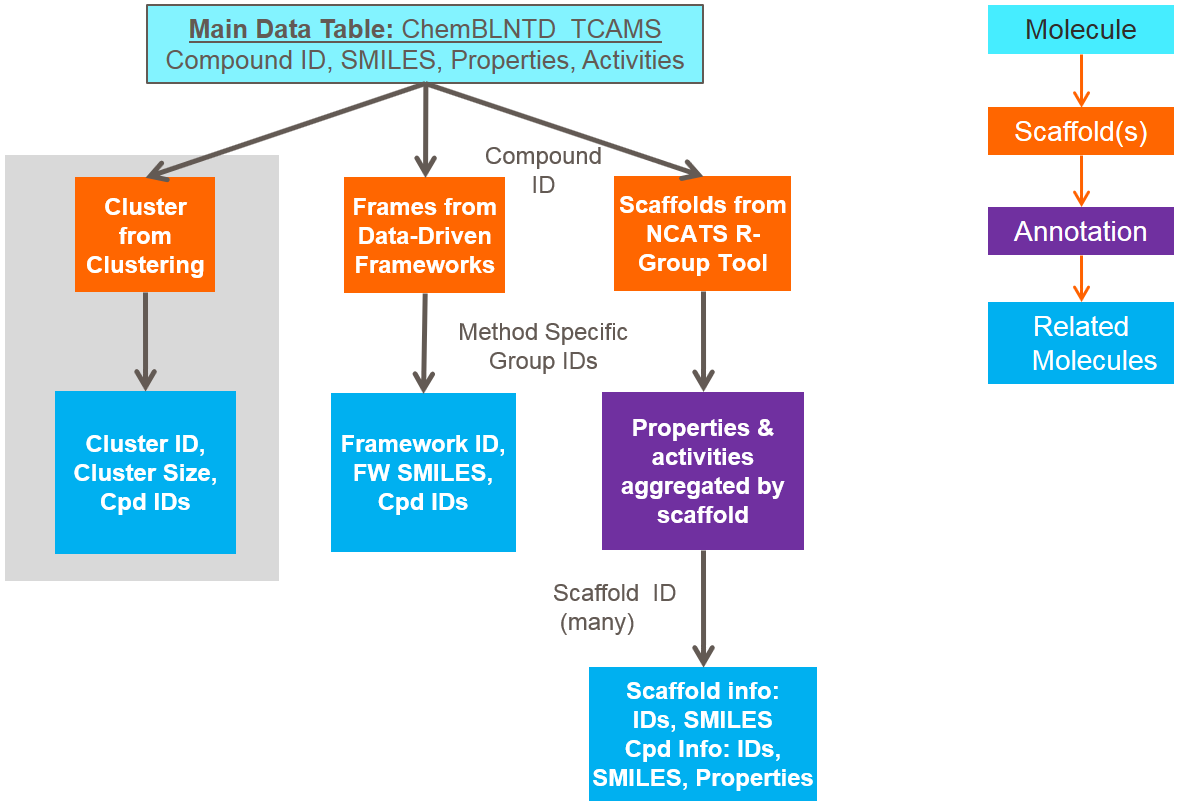 Main Data Table: ChemBLNTD_TCAMS
Compound ID, SMILES, Properties, Activities
Compound
ID
Cluster
from
Clustering
Frames from
Data-Driven
Frameworks
Scaffolds from
NCATS R-
Group Tool
Method Specific
Group IDs
Cluster ID,
Cluster Size,
Cpd IDs
Framework ID,
FW SMILES,
Cpd IDs
Properties &
activities
aggregated by
scaffold
Scaffold ID
(many)
Scaffold info:
IDs, SMILES
Cpd Info: IDs,
SMILES, Properties
Molecule
Scaffold(s)
Annotation
Related
Molecules